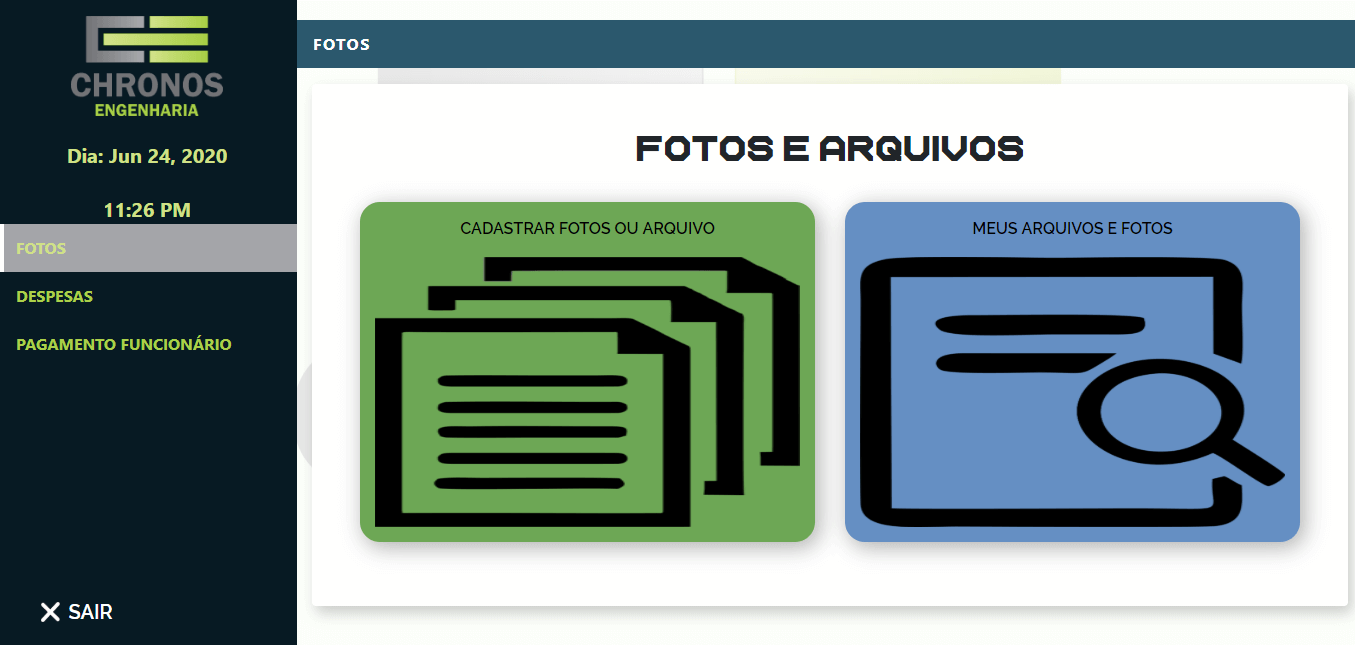 CHRONOS
ENGENHARIA
Dia: Jun 24, 2020
11:26 PM
FOTOS
DESPESAS
PAGAMENTO FUNCIONÁRIO
SAIR
FOTOS
FOTOS E ARQUIVOS
CADASTRAR FOTOS OU ARQUIVO
MEUS ARQUIVOS E FOTOS